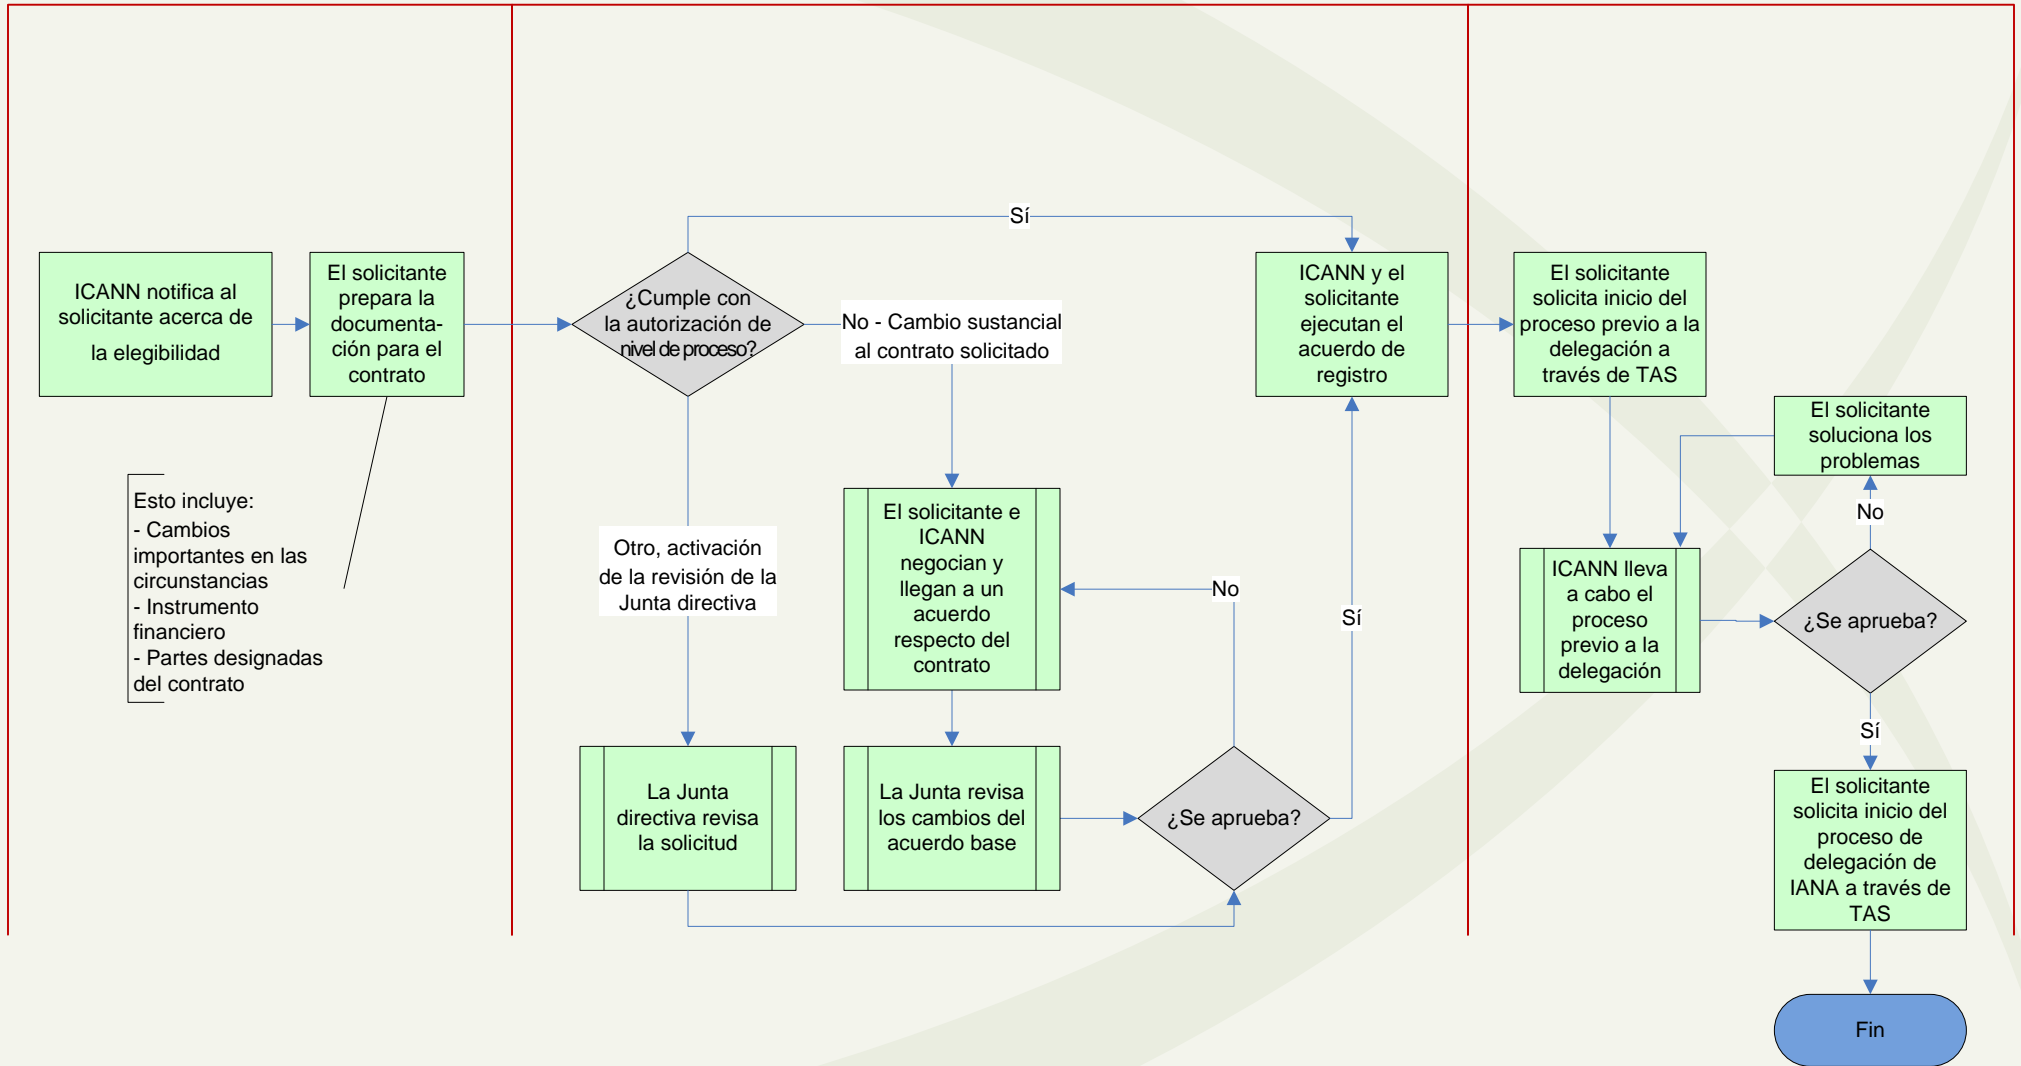 ICANN notifica al
solicitante acerca de
la elegibilidad
El solicitante
prepara la
documenta-
ción para el
contrato
Esto incluye:
- Cambios
importantes en las
circunstancias
- Instrumento
financiero
- Partes designadas
del contrato
¿Cumple con
la autorización de
nivel de proceso?
Sí
No - Cambio sustancial
al contrato solicitado
Otro, activación
de la revisión de la
Junta directiva
La Junta
directiva revisa
la solicitud
El solicitante e
ICANN
negocian y
llegan a un
acuerdo
respecto del
contrato
La Junta revisa
los cambios del
acuerdo base
¿Se aprueba?
No
Sí
ICANN y el
solicitante
ejecutan el
acuerdo de
registro
El solicitante
solicita inicio del
proceso previo a la
delegación a
través de TAS
El solicitante
soluciona los
problemas
No
ICANN lleva
a cabo el
proceso
previo a la
delegación
¿Se aprueba?
Sí
El solicitante
solicita inicio del
proceso de
delegación de
IANA a través de
TAS
Fin